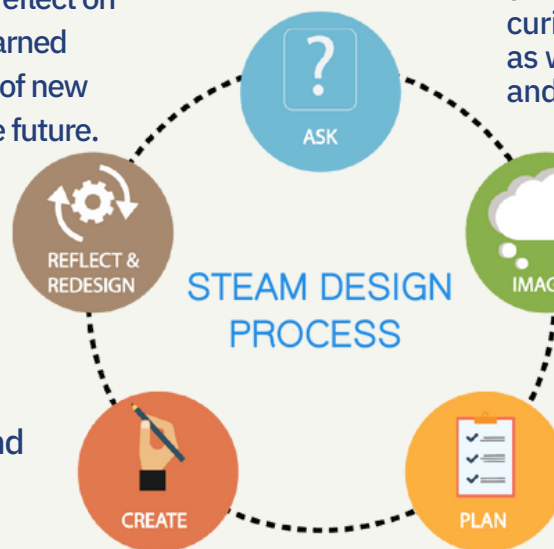 reflect on
arned
of new
e future.
curi
as w
and
?
ASK
REFLECT &
REDESIGN
IMAG
STEAM DESIGN
PROCESS
nd
CREATE
PLAN